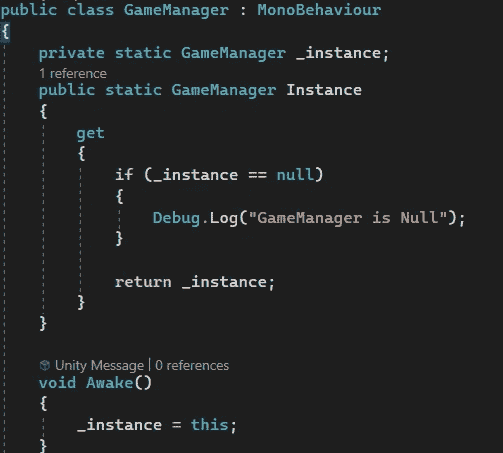 public class GameManager : MonoBehaviour
{
private static GameManager _instance;
1 reference
public static GameManager Instance
{
get
{
if (_instance == null)
{
Debug.Log("GameManager is Null");
}
return _instance;
}
}
Unity Message | 0 references
void Awake()
{
_instance = this;
}